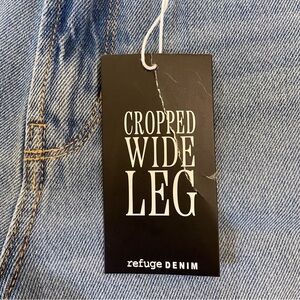 CROPPED
WIDE
LEG
refuge DENIM